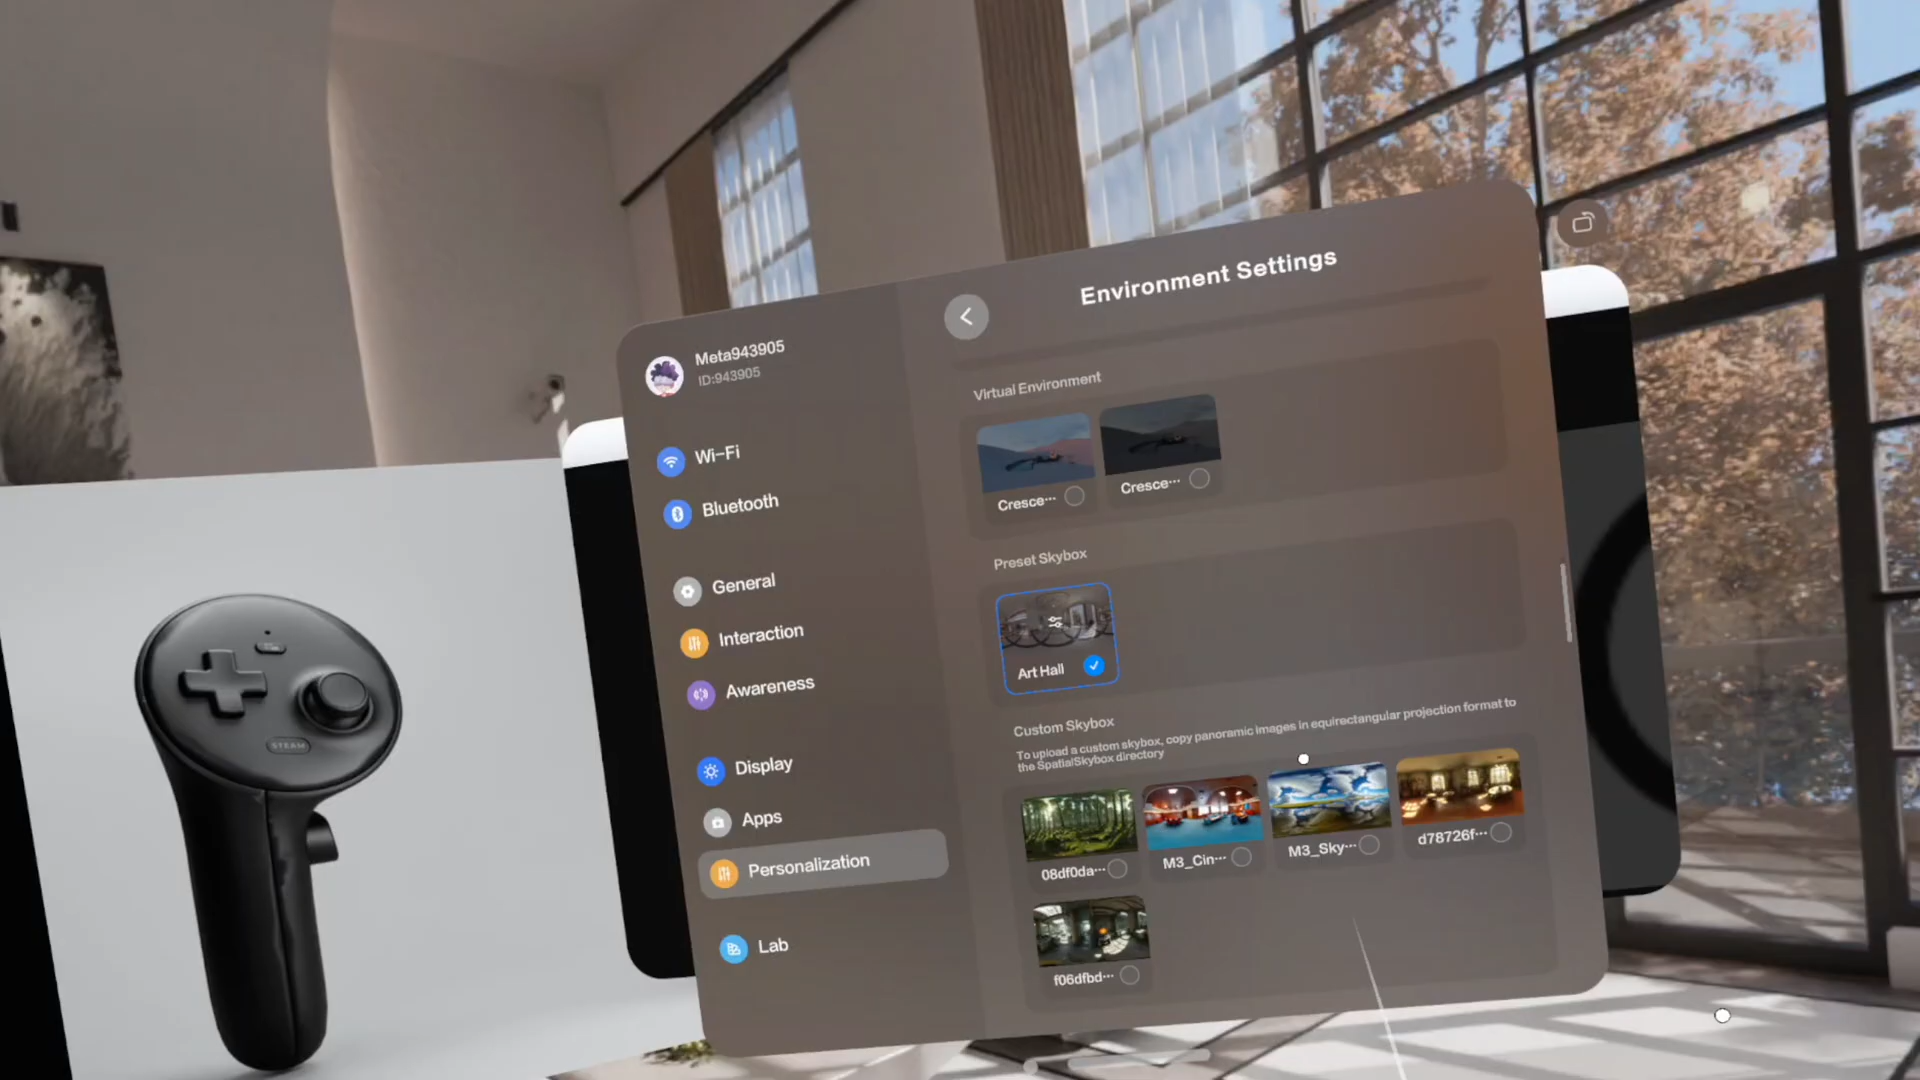 Environment Settings
Meta943905
ID:943905
Wi-Fi
Bluetooth
General
Interaction
Awareness
Display
Apps
Personalization
Lab
Virtual Environment
Cresce···
Cresce···
Preset Skybox
Art Hall
Custom Skybox
To upload a custom skybox, copy panoramic images in equirectangular projection format to
the SpatialSkybox directory
08df0da···
M3_Cin···
M3_Sky···
d78726f···
f06dfbd···
STEAM